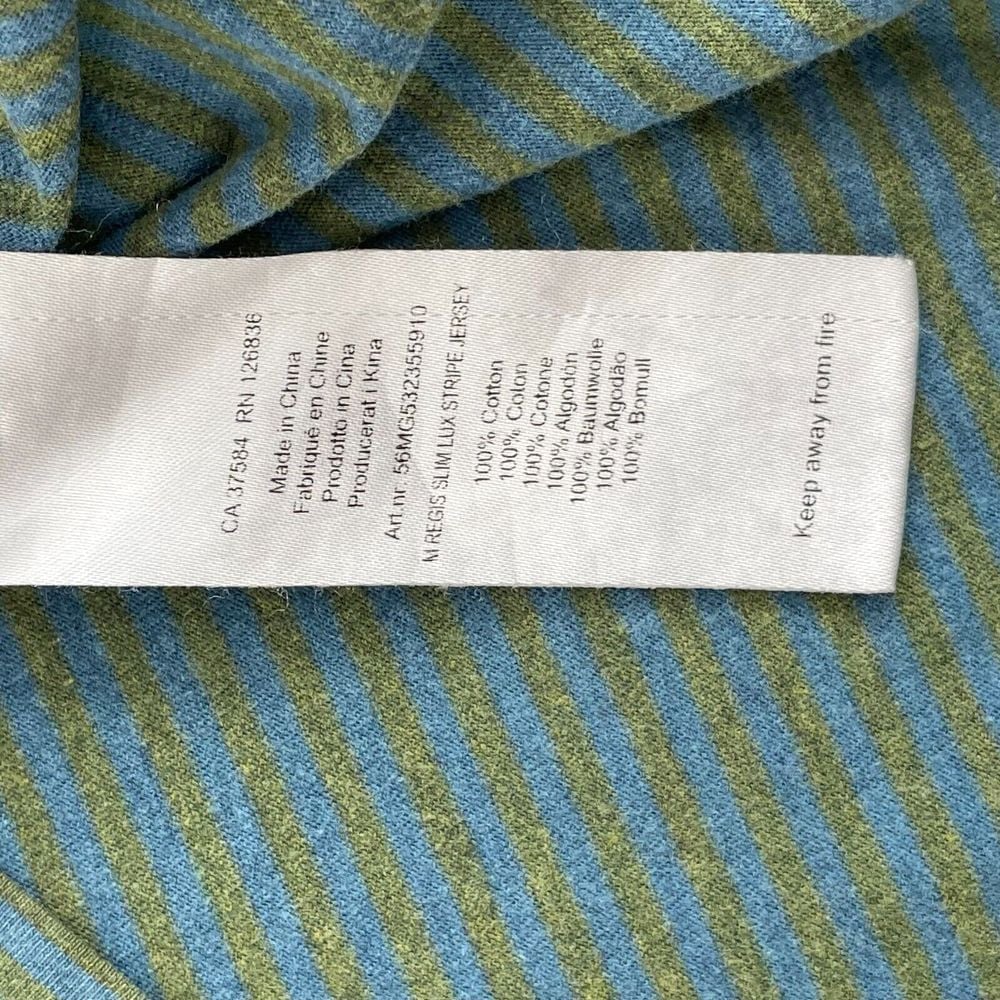 CA 37584 RN 126836
Made in China
Fabriqué en Chine
Prodotto in Cina
Producerat i Kina
Art.nr. 56MG532355910
M REGIS SLIM LUX STRIPE JERSEY
100% Cotton
100% Coton
100% Cotone
100% Algodón
100% Baumwolle
100% Algodão
100% Bomull
Keep away from fire